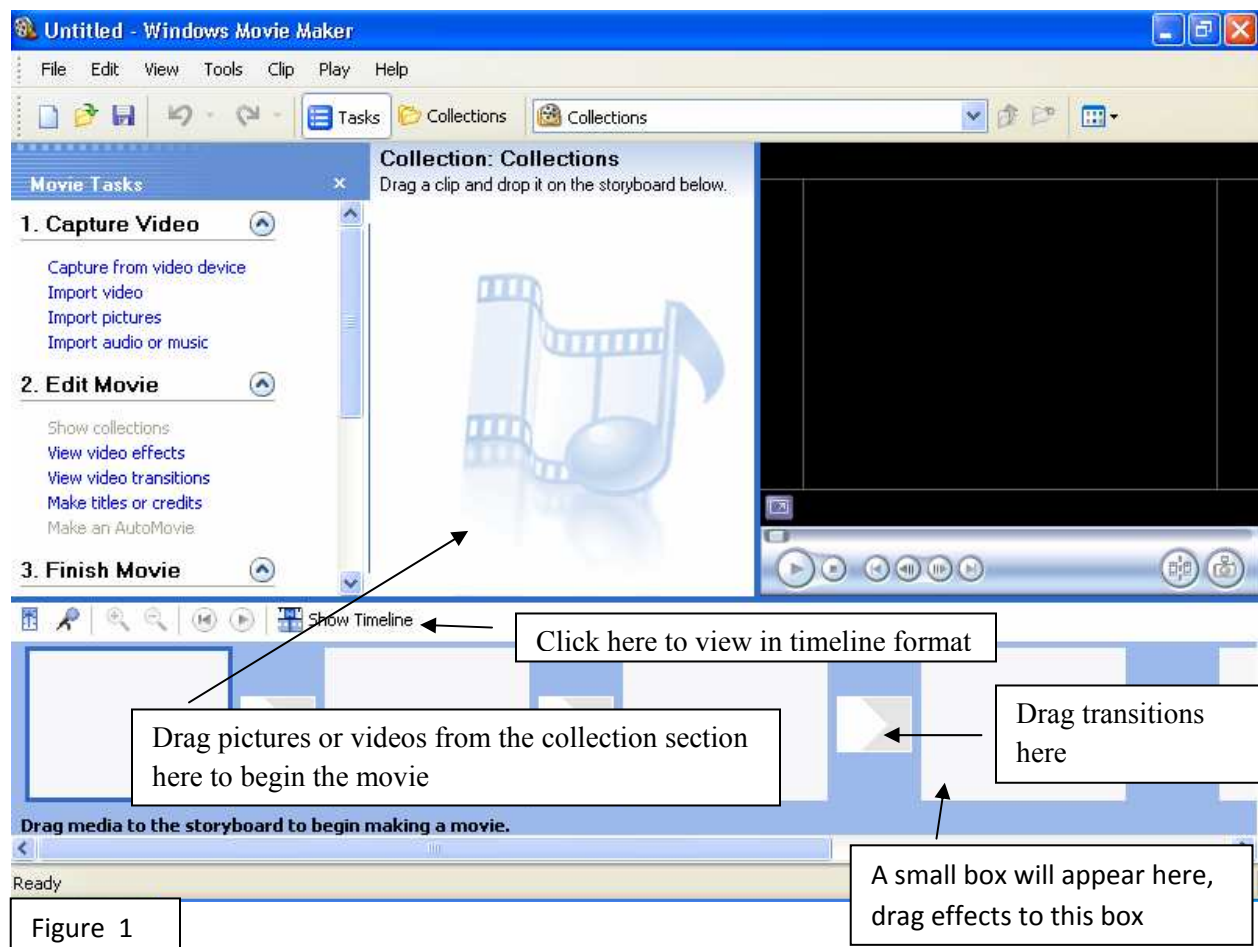 Untitled - Windows Movie Maker
File Edit View Tools Clip Play Help
Tasks Collections Collections
Movie Tasks
1. Capture Video
Capture from video device
Import video
Import pictures
Import audio or music
2. Edit Movie
Show collections
View video effects
View video transitions
Make titles or credits
Make an AutoMovie
3. Finish Movie
Collection: Collections
Drag a clip and drop it on the storyboard below.
Show Timeline
Click here to view in timeline format
Drag pictures or videos from the collection section
here to begin the movie
Drag transitions
here
Drag media to the storyboard to begin making a movie.
A small box will appear here,
drag effects to this box
Ready
Figure 1